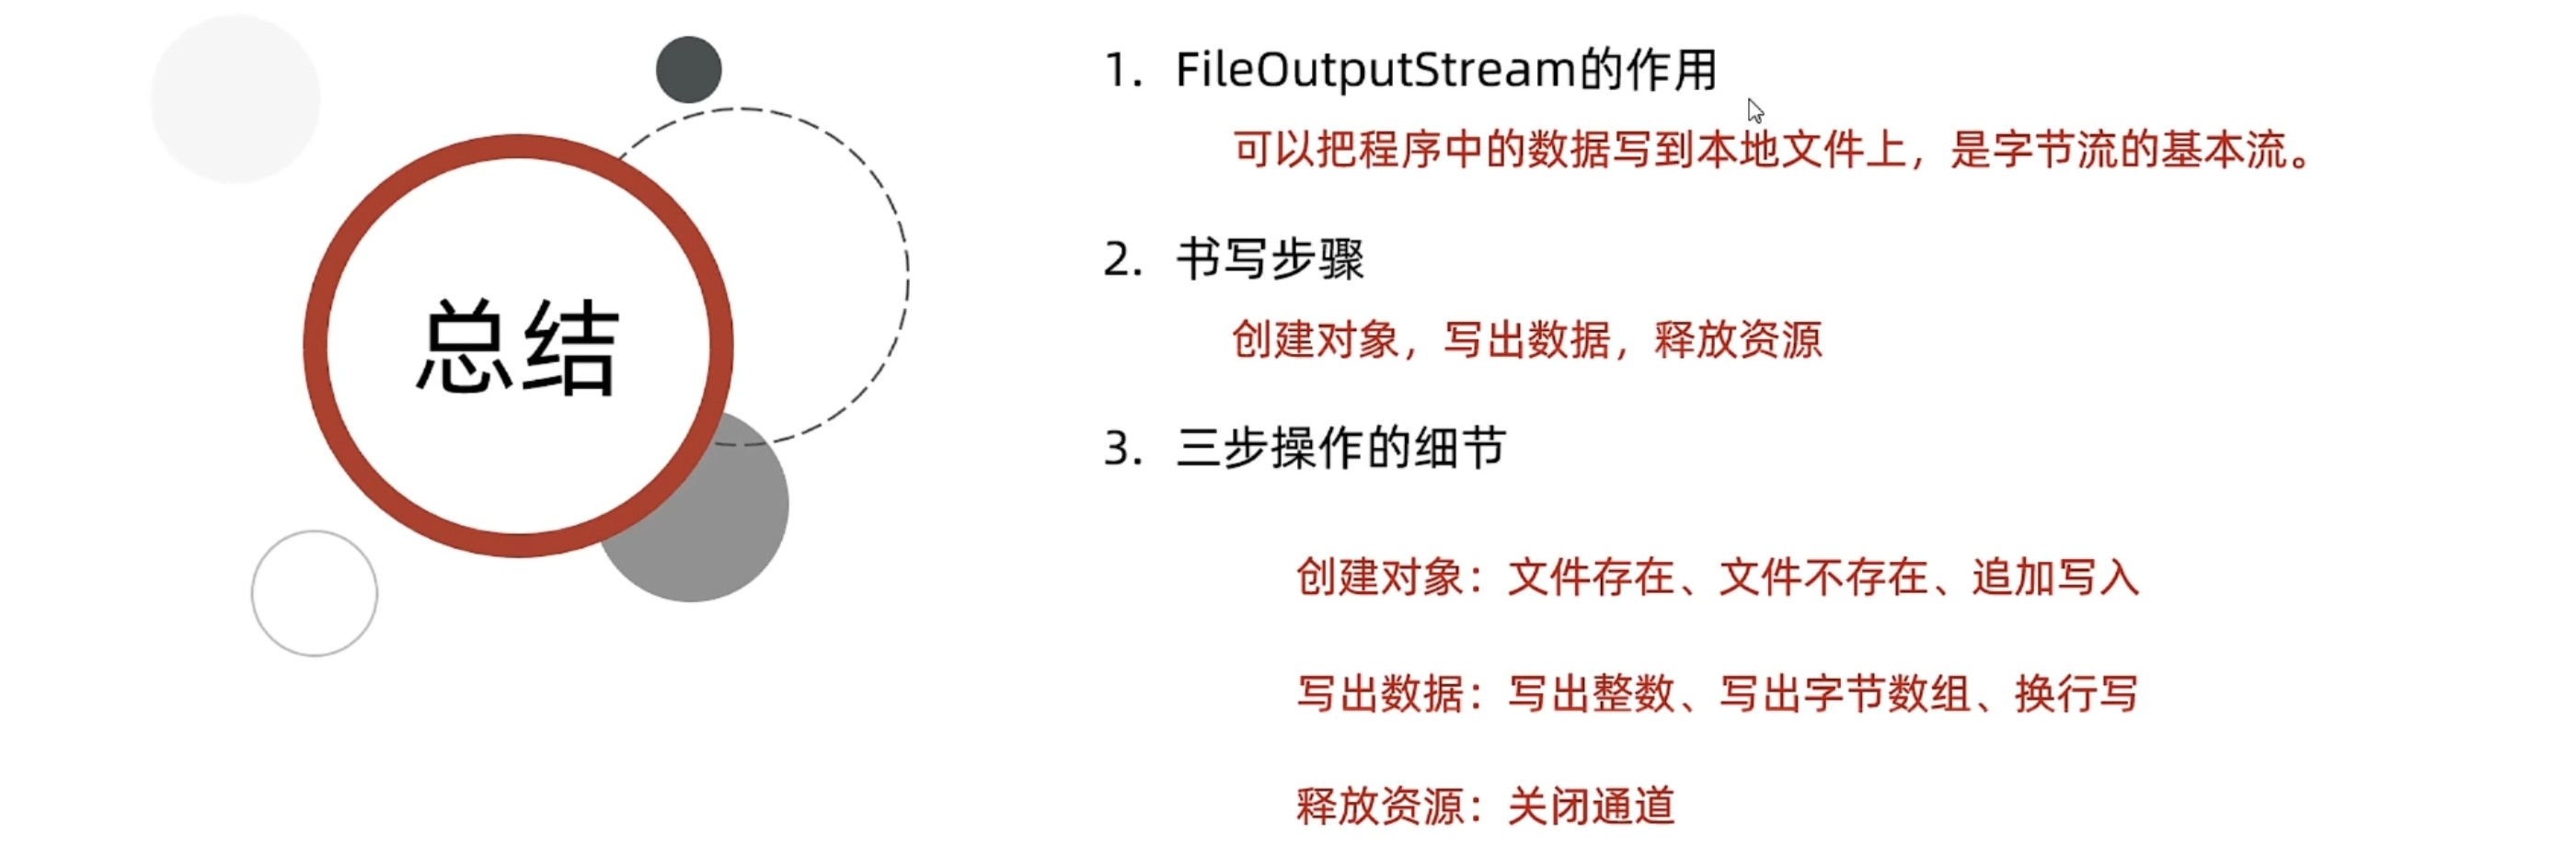 总结
1. FileOutputStream的作用
可以把程序中的数据写到本地文件上，是字节流的基本流。
2. 书写步骤
创建对象，写出数据，释放资源
3. 三步操作的细节
创建对象：文件存在、文件不存在、追加写入
写出数据：写出整数、写出字节数组、换行写
释放资源：关闭通道